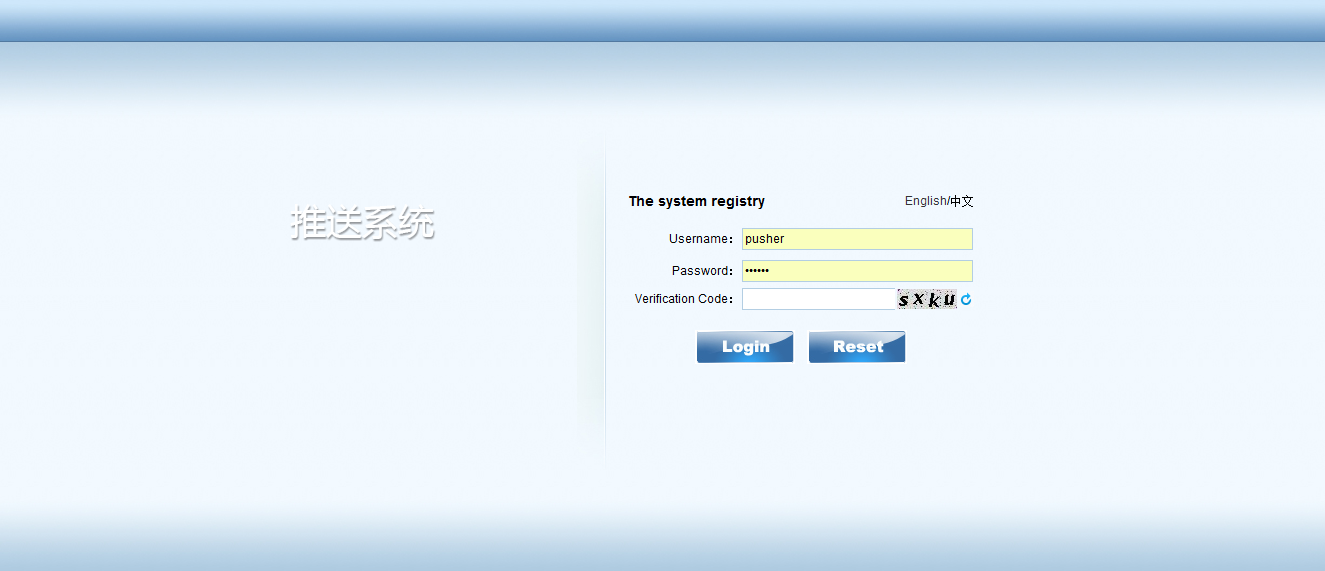 推送系统
The system registry English/中文
Username: pusher
Password: ••••••
Verification Code: sxku
Login Reset